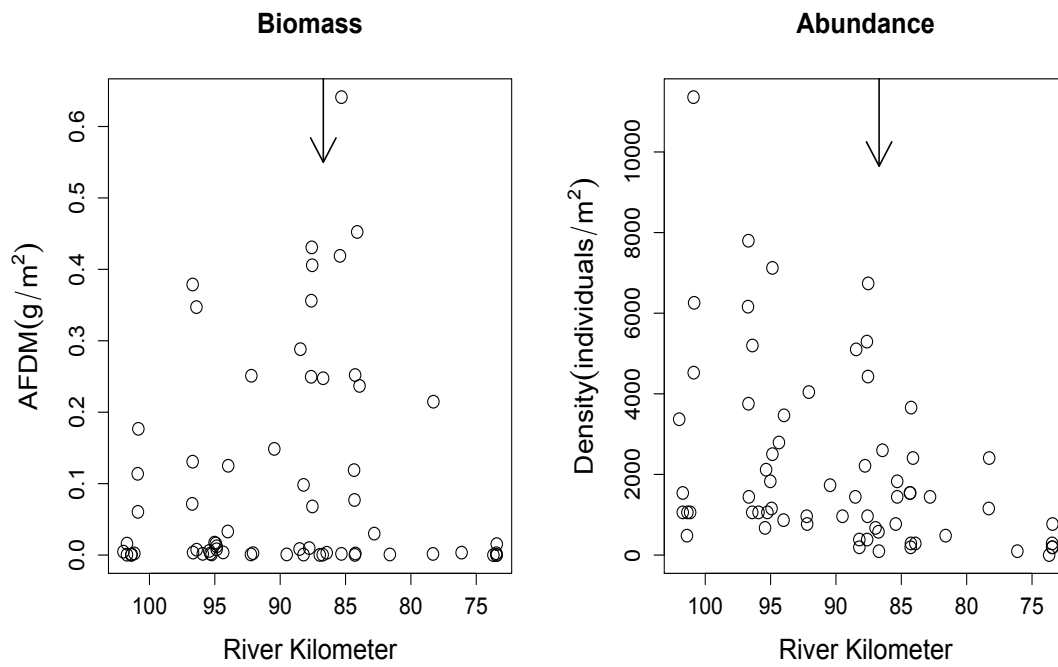 Biomass
AFDM(g/m²)
0.0
0.1
0.2
0.3
0.4
0.5
0.6
100 95 90 85 80 75
River Kilometer
Abundance
Density(individuals/m²)
0
2000
4000
6000
8000
10000
100 95 90 85 80 75
River Kilometer